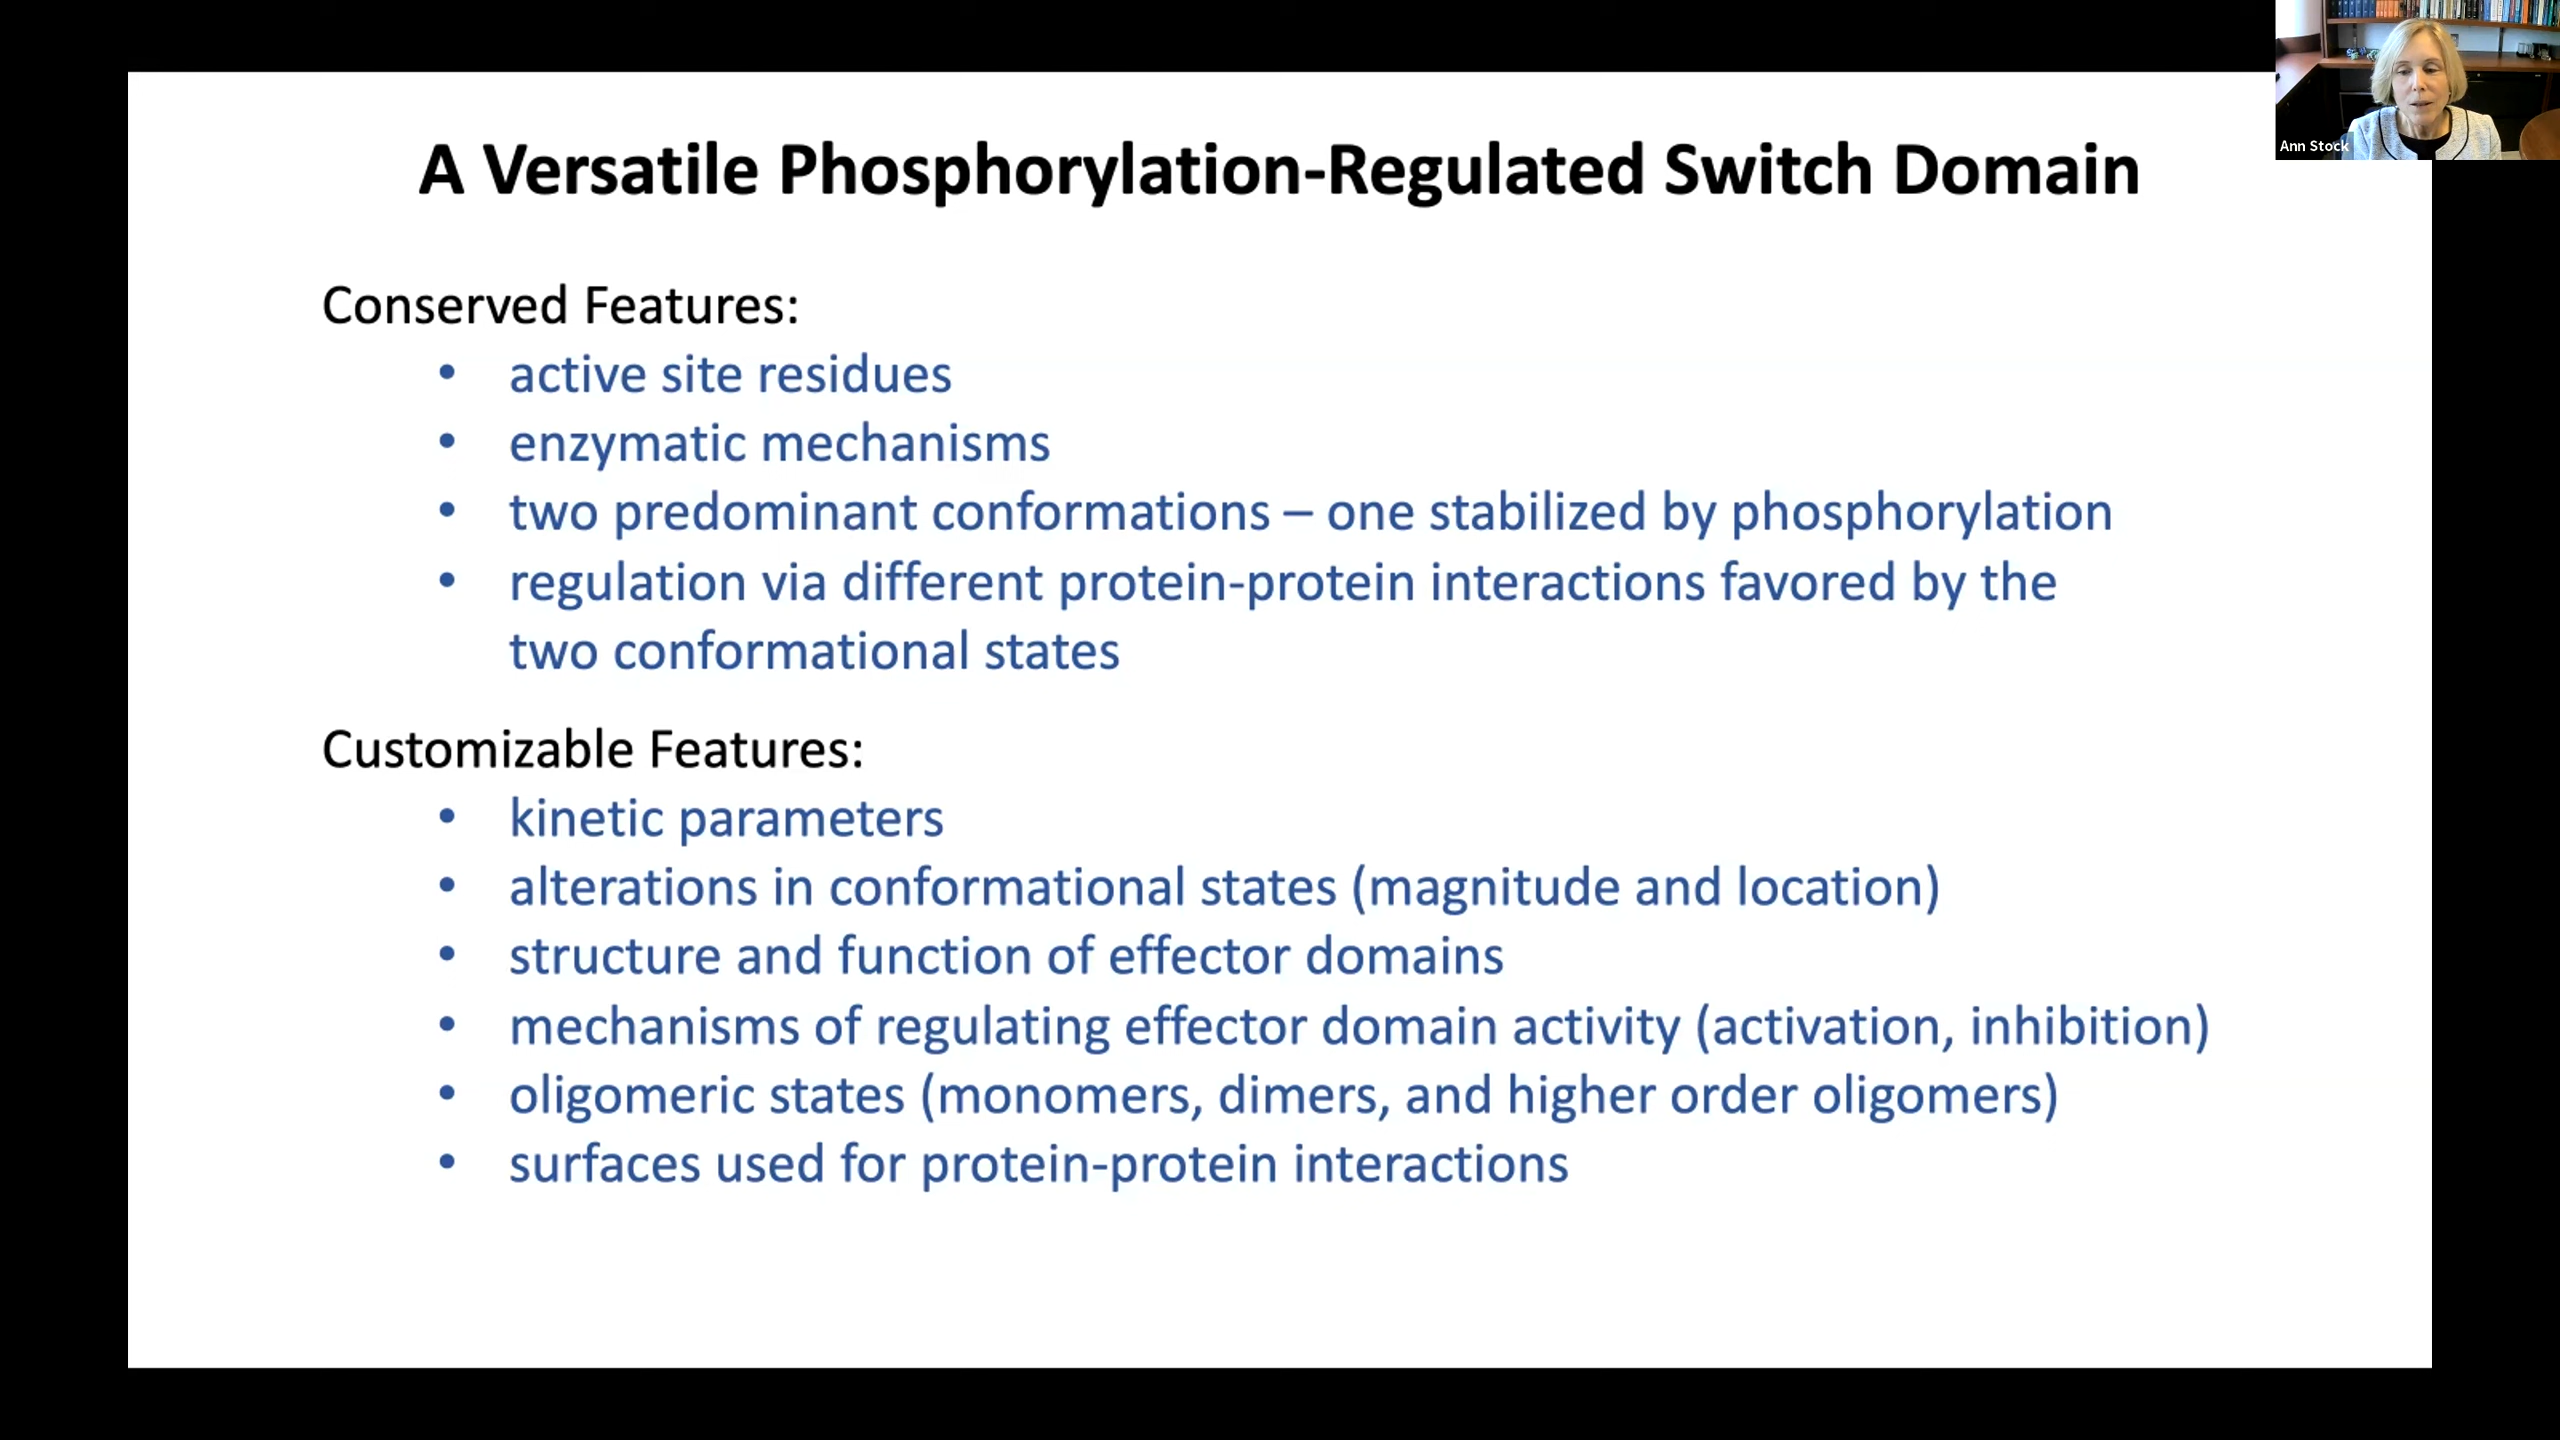 Ann Stock
A Versatile Phosphorylation-Regulated Switch Domain
Conserved Features:
• active site residues
• enzymatic mechanisms
• two predominant conformations – one stabilized by phosphorylation
• regulation via different protein-protein interactions favored by the
two conformational states
Customizable Features:
• kinetic parameters
• alterations in conformational states (magnitude and location)
• structure and function of effector domains
• mechanisms of regulating effector domain activity (activation, inhibition)
• oligomeric states (monomers, dimers, and higher order oligomers)
• surfaces used for protein-protein interactions